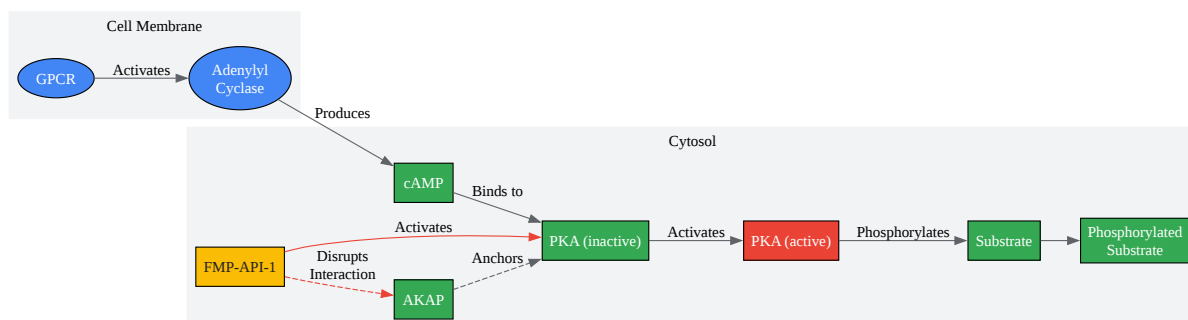 Cell Membrane
GPCR
Activates
Adenylyl
Cyclase
Produces
Cytosol
cAMP
Binds to
Activates
FMP-API-1
Disrupts
Interaction
AKAP
Anchors
PKA (inactive)
Activates
PKA (active)
Phosphorylates
Substrate
Phosphorylated
Substrate